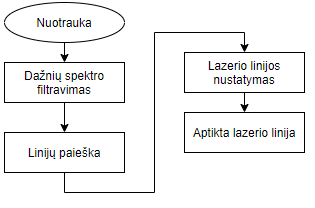 Nuotrauka
Dažnių spektro
filtravimas
Linijų paieška
Lazerio linijos
nustatymas
Aptikta lazerio linija